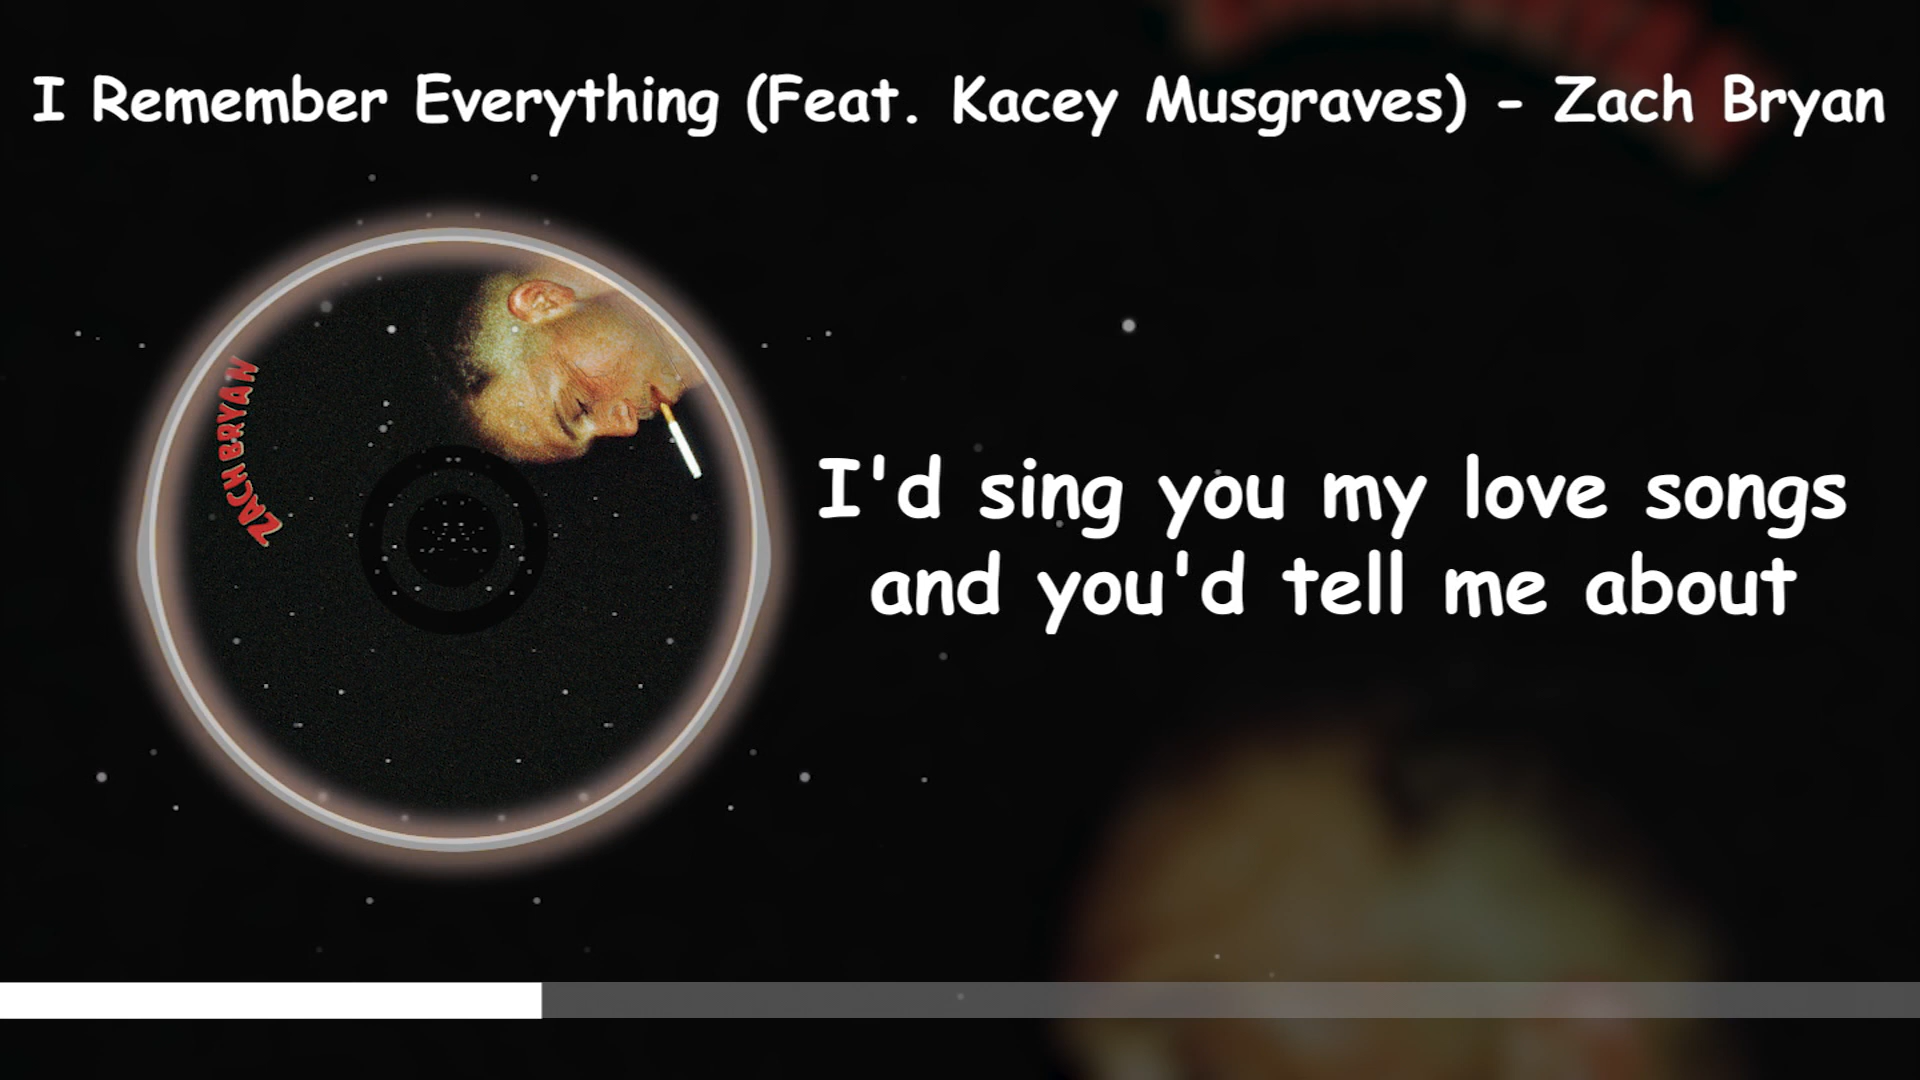 I Remember Everything (Feat. Kacey Musgraves) - Zach Bryan
ZACH BRYAN
I'd sing you my love songs
and you'd tell me about